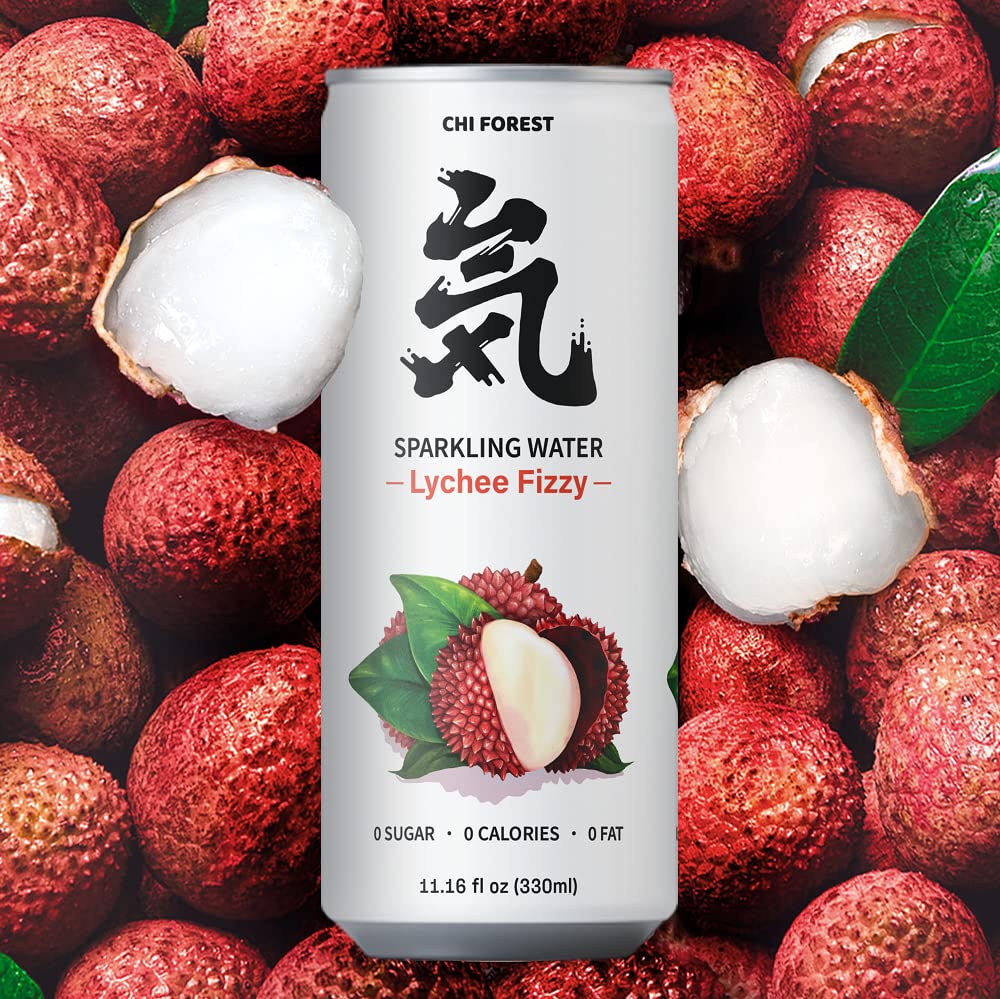 CHI FOREST
気
SPARKLING WATER
Lychee Fizzy
0 SUGAR · 0 CALORIES · 0 FAT
11.16 fl oz (330ml)